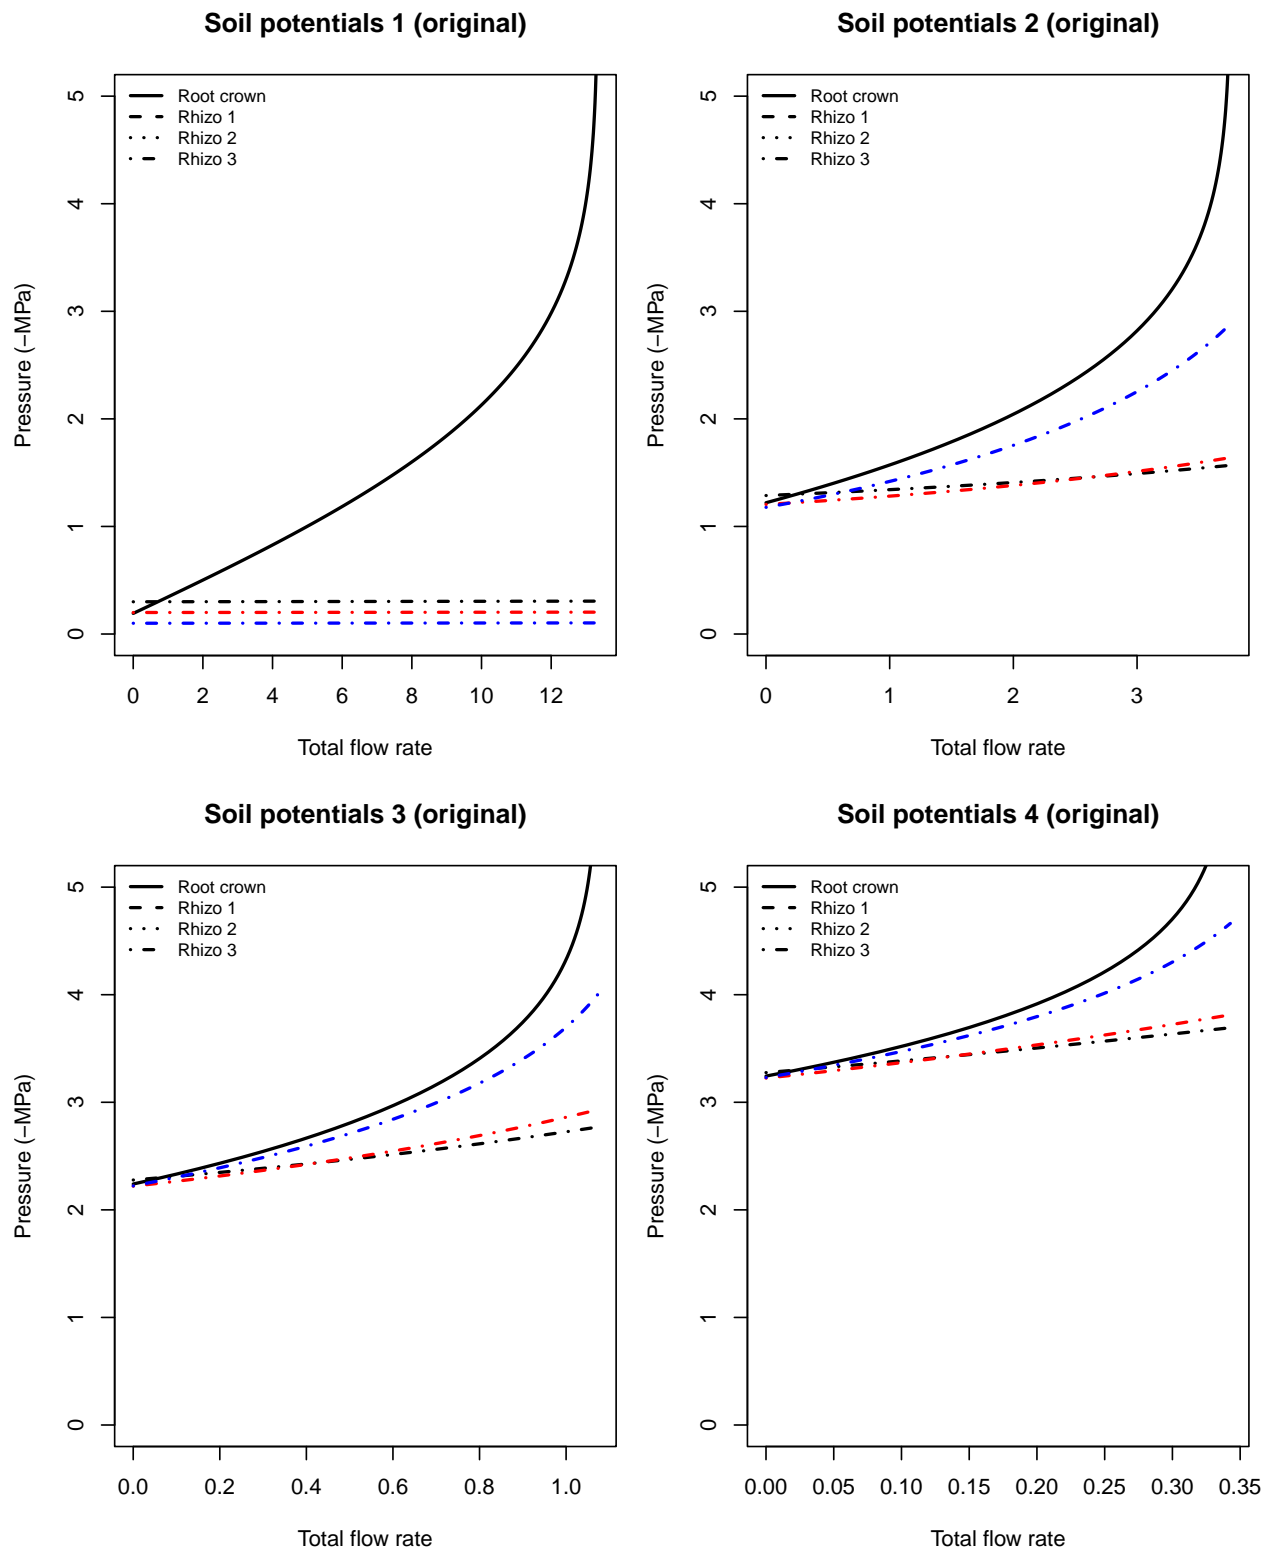 Soil potentials 1 (original)
Root crown
Rhizo 1
Rhizo 2
Rhizo 3
Pressure (−MPa)
5
4
3
2
1
0
0 2 4 6 8 10 12
Total flow rate
Soil potentials 2 (original)
Root crown
Rhizo 1
Rhizo 2
Rhizo 3
Pressure (−MPa)
5
4
3
2
1
0
0 1 2 3
Total flow rate
Soil potentials 3 (original)
Root crown
Rhizo 1
Rhizo 2
Rhizo 3
Pressure (−MPa)
5
4
3
2
1
0
0.0 0.2 0.4 0.6 0.8 1.0
Total flow rate
Soil potentials 4 (original)
Root crown
Rhizo 1
Rhizo 2
Rhizo 3
Pressure (−MPa)
5
4
3
2
1
0
0.00 0.05 0.10 0.15 0.20 0.25 0.30 0.35
Total flow rate